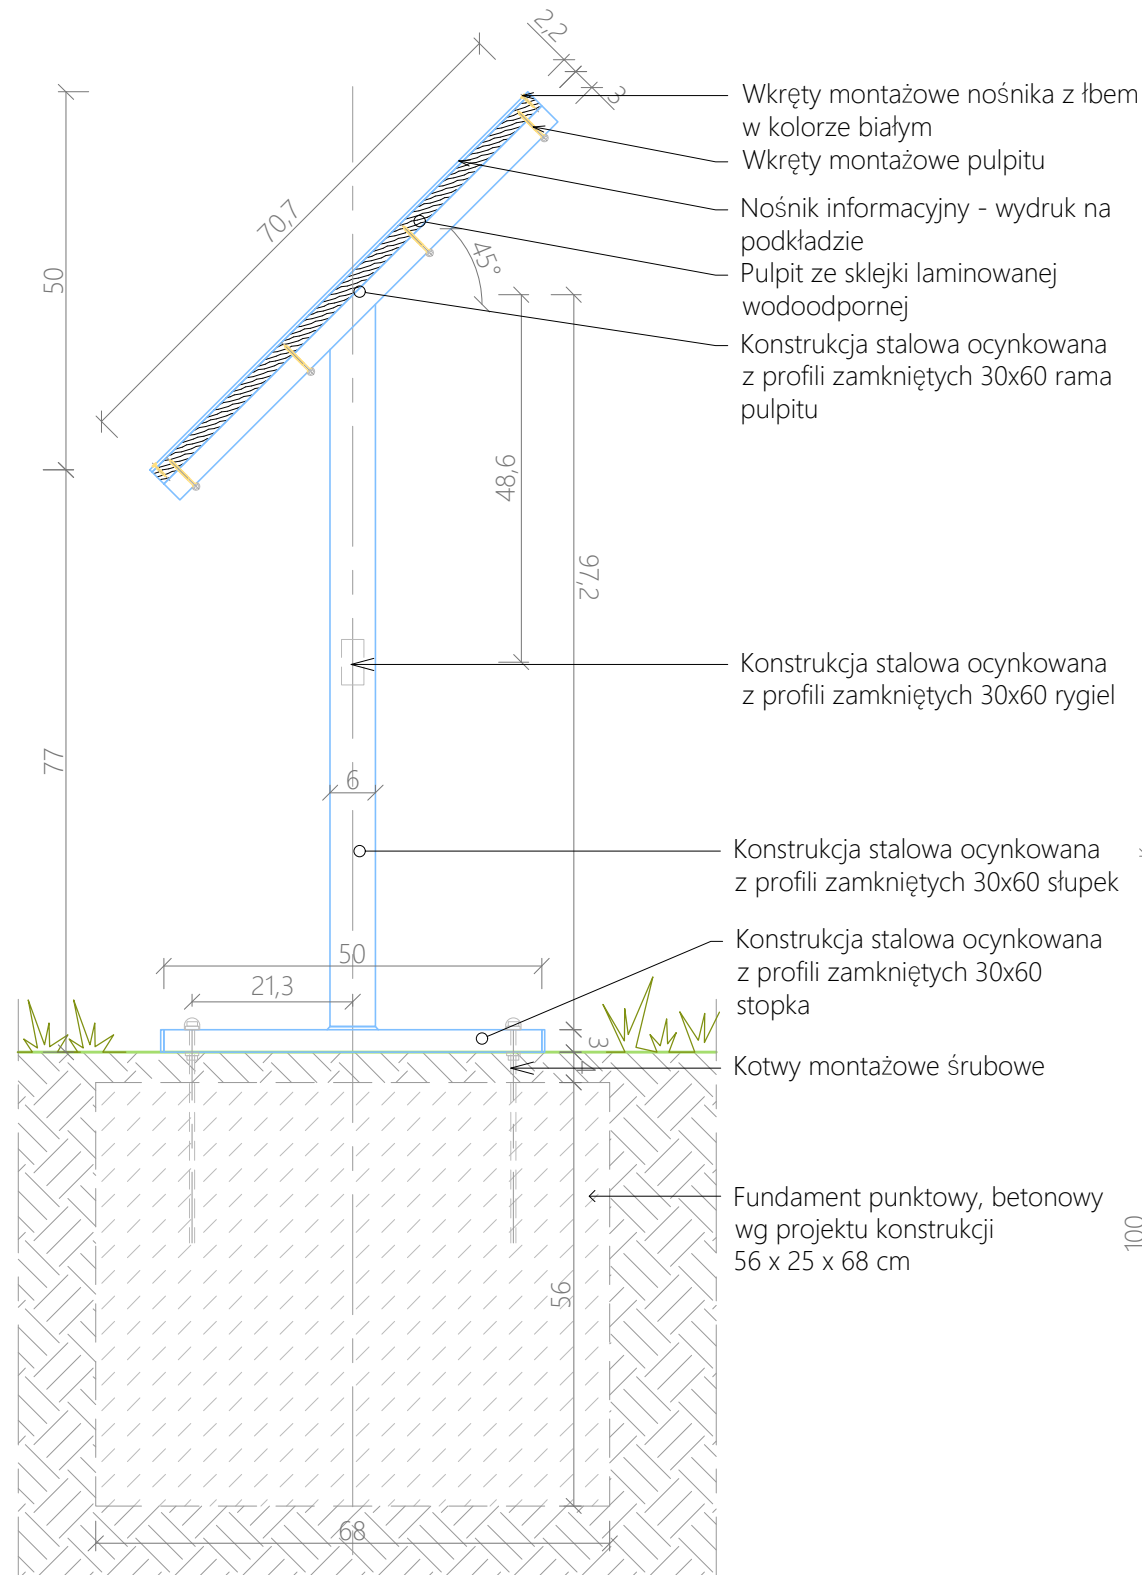 2,2
3
Wkręty montażowe nośnika z łbem
w kolorze białym
Wkręty montażowe pulpitu
70,7
Nośnik informacyjny - wydruk na
podkładzie
45°
50
Pulpit ze sklejki laminowanej
wodoodpornej
Konstrukcja stalowa ocynkowana
z profili zamkniętych 30x60 rama
pulpitu
48,6
97,2
Konstrukcja stalowa ocynkowana
z profili zamkniętych 30x60 rygiel
77
6
Konstrukcja stalowa ocynkowana
z profili zamkniętych 30x60 słupek
50
21,3
Konstrukcja stalowa ocynkowana
z profili zamkniętych 30x60
stopka
3
4
Kotwy montażowe śrubowe
Fundament punktowy, betonowy
wg projektu konstrukcji
56 x 25 x 68 cm
100
56
68